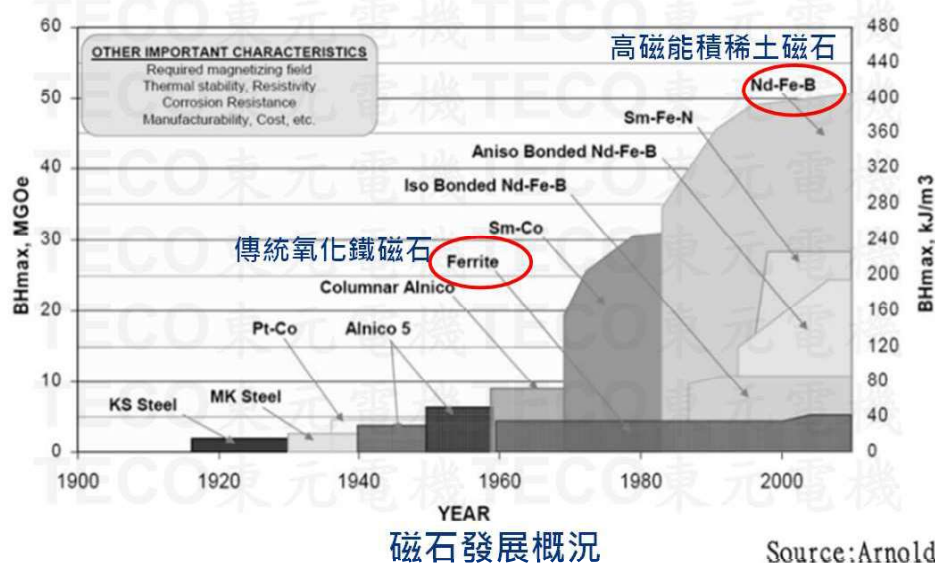 60
50
40
30
20
10
0
BHmax, MGOe
OTHER IMPORTANT CHARACTERISTICS
Required magnetizing field
Thermal stability, Resistivity
Corrosion Resistance
Manufacturability, Cost, etc.
高磁能積稀土磁石
Nd-Fe-B
Sm-Fe-N
Aniso Bonded Nd-Fe-B
Iso Bonded Nd-Fe-B
Sm-Co
傳統氧化鐵磁石
Ferrite
Columnar Alnico
Pt-Co
Alnico 5
KS Steel
MK Steel
480
440
400
360
320
280
240
200
160
120
80
40
0
BHmax, kJ/m3
1900
1920
1940
1960
1980
2000
YEAR
磁石發展概況
Source:Arnold
TECO東元電機